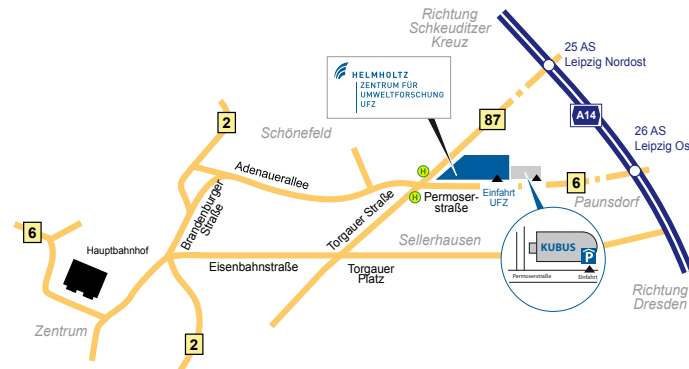 Richtung
Schkeuditzer
Kreuz
25 AS
Leipzig Nordost
HELMHOLTZ
ZENTRUM FÜR
UMWELTFORSCHUNG
UFZ
87
A14
2
Schönefeld
26 AS
Leipzig Os
H
Adenauerallee
6
Einfahrt
UFZ
H
Permoser-
straße
Paunsdorf
Brandenburger
Straße
Torgauer Straße
6
Hauptbahnhof
Sellerhausen
KUBUS
P
Eisenbahnstraße
Torgauer
Platz
Permoserstraße
Einfahrt
Richtung
Dresden
Zentrum
2